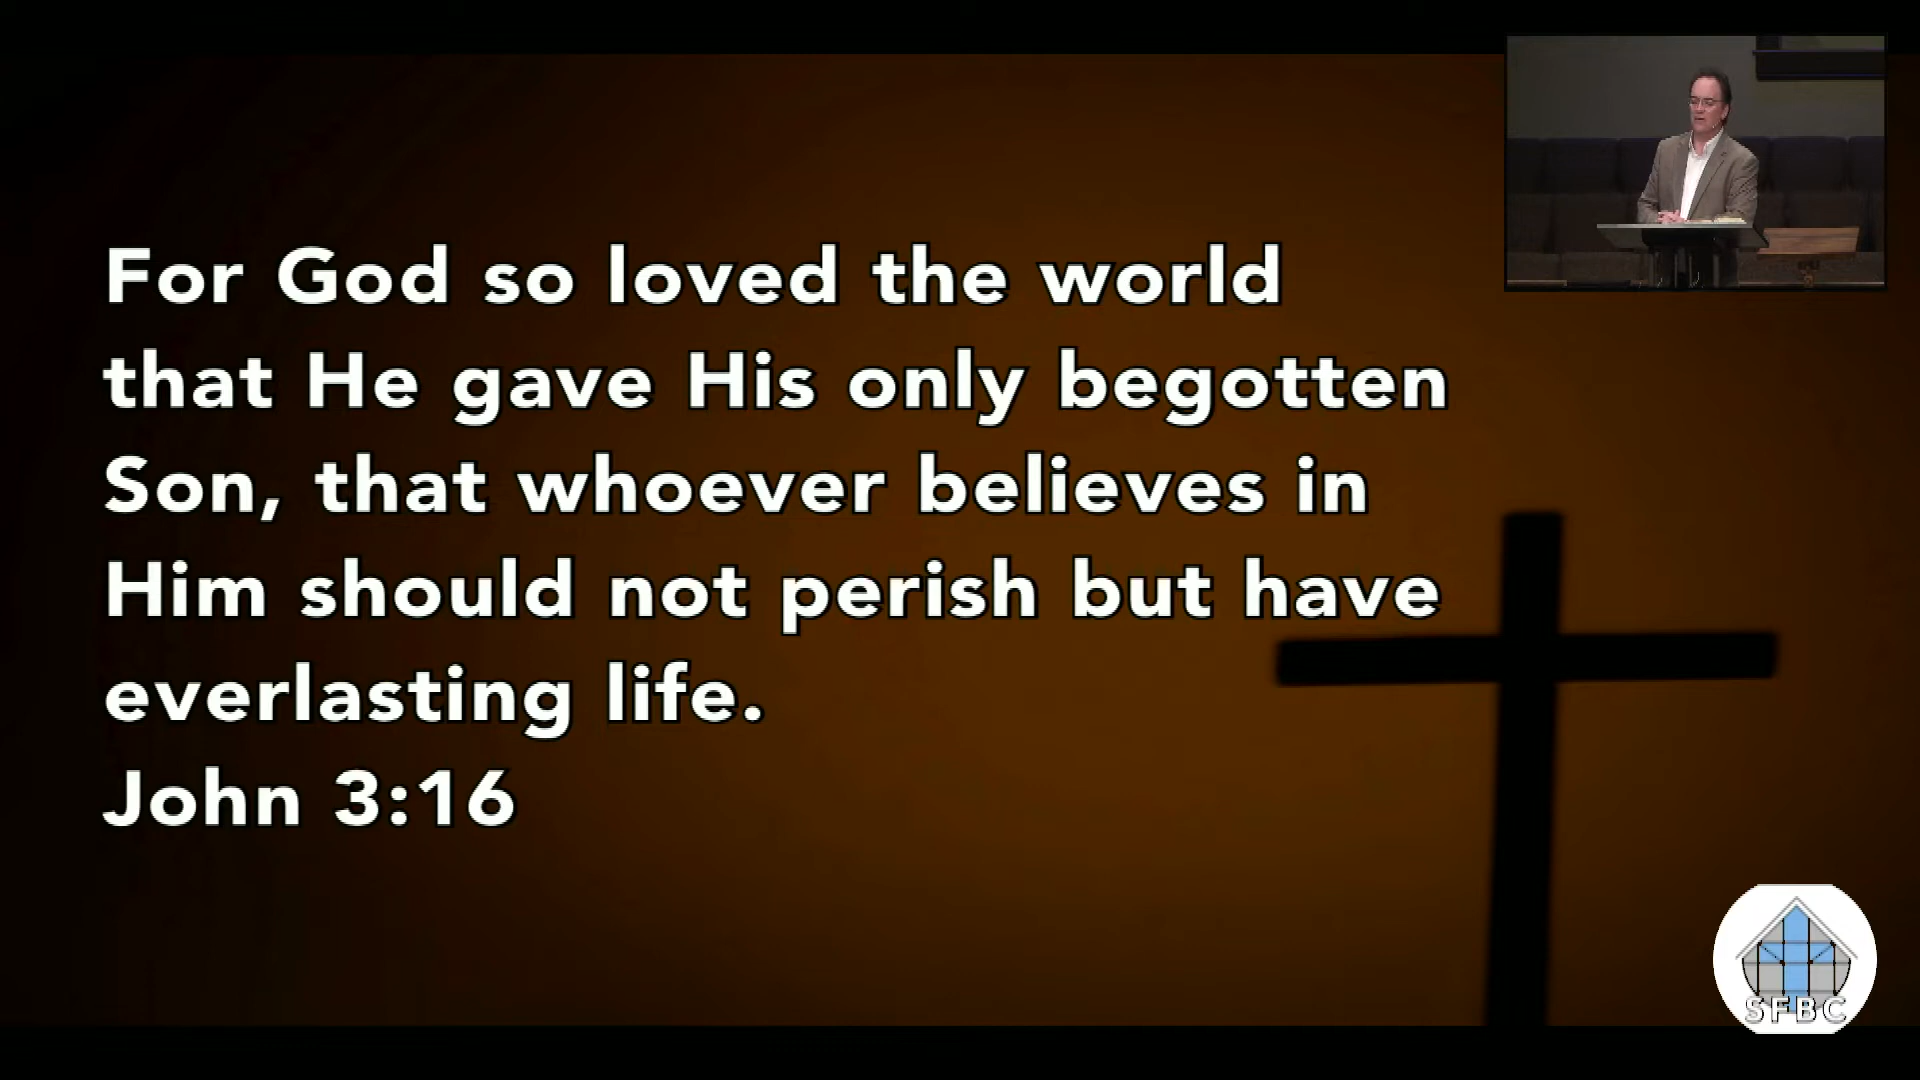 For God so loved the world
that He gave His only begotten
Son, that whoever believes in
Him should not perish but have
everlasting life.
John 3:16
SFBC